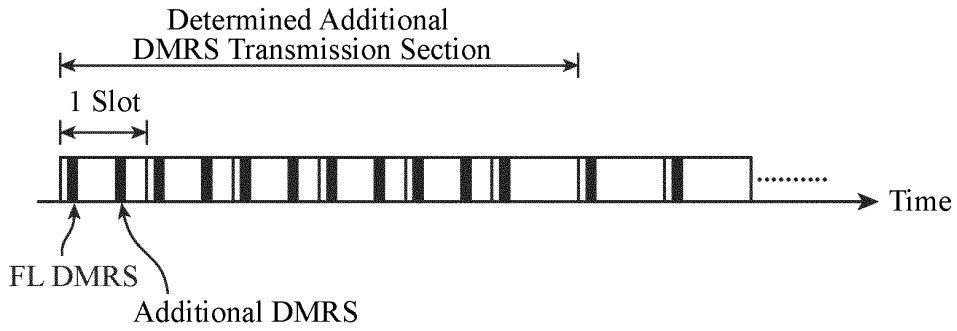 Determined Additional
DMRS Transmission Section
1 Slot
Time
FL DMRS
Additional DMRS